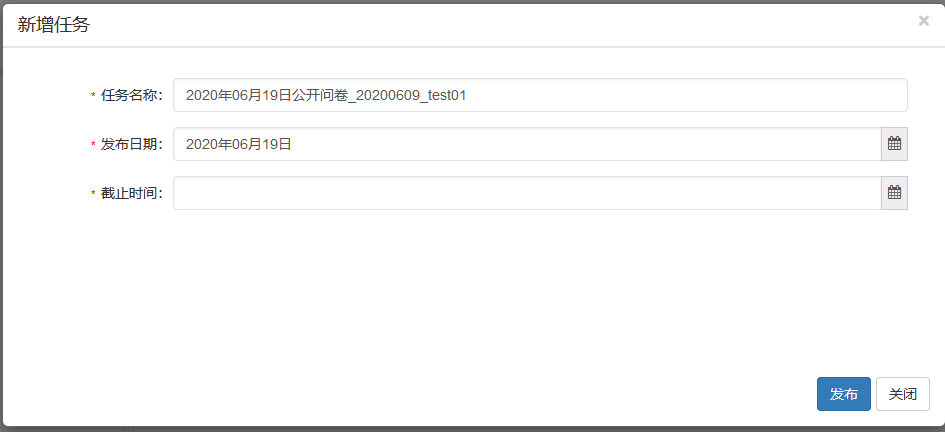 新增任务
×
* 任务名称: 2020年06月19日公开问卷_20200609_test01
* 发布日期: 2020年06月19日
* 截止时间:
发布 关闭